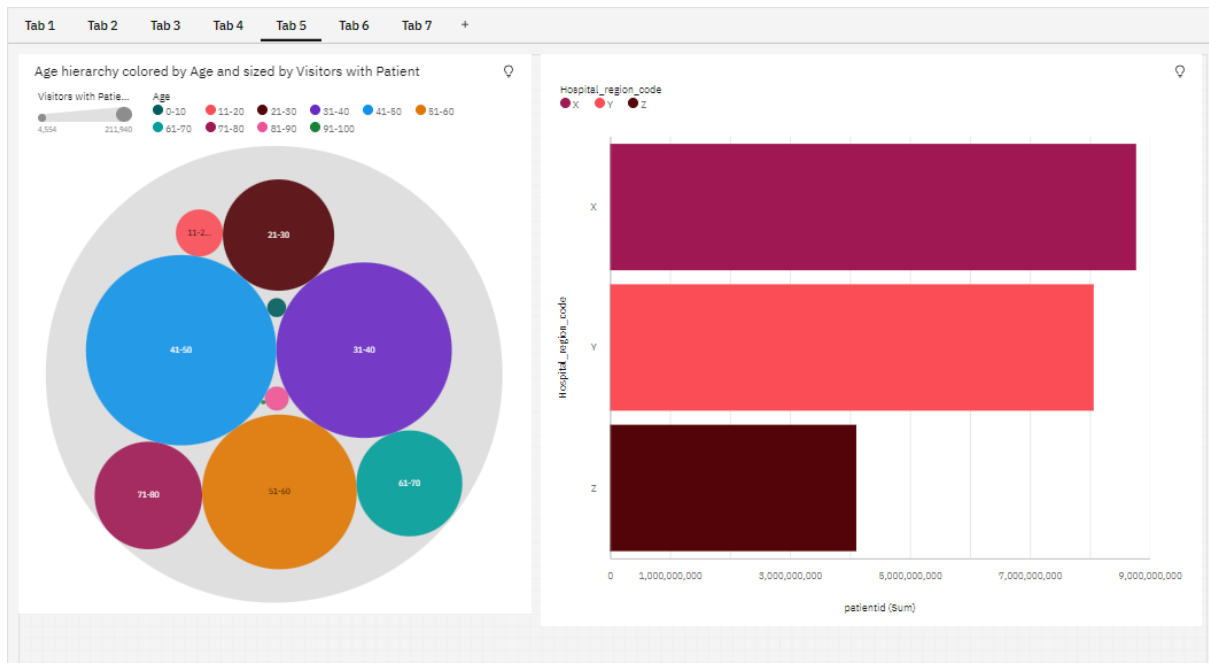 Tab 1 Tab 2 Tab 3 Tab 4 Tab 5 Tab 6 Tab 7 +
Age hierarchy colored by Age and sized by Visitors with Patient
Visitors with Patie... Age
0-10 11-20 21-30 31-40 41-50 51-60
4,554 211,940
61-70 71-80 81-90 91-100
11-2...
21-30
41-50
31-40
71-80
51-60
61-70
Hospital_region_code
X Y Z
Hospital_region_code
X
Y
Z
0 1,000,000,000 3,000,000,000 5,000,000,000 7,000,000,000 9,000,000,000
patientid (Sum)